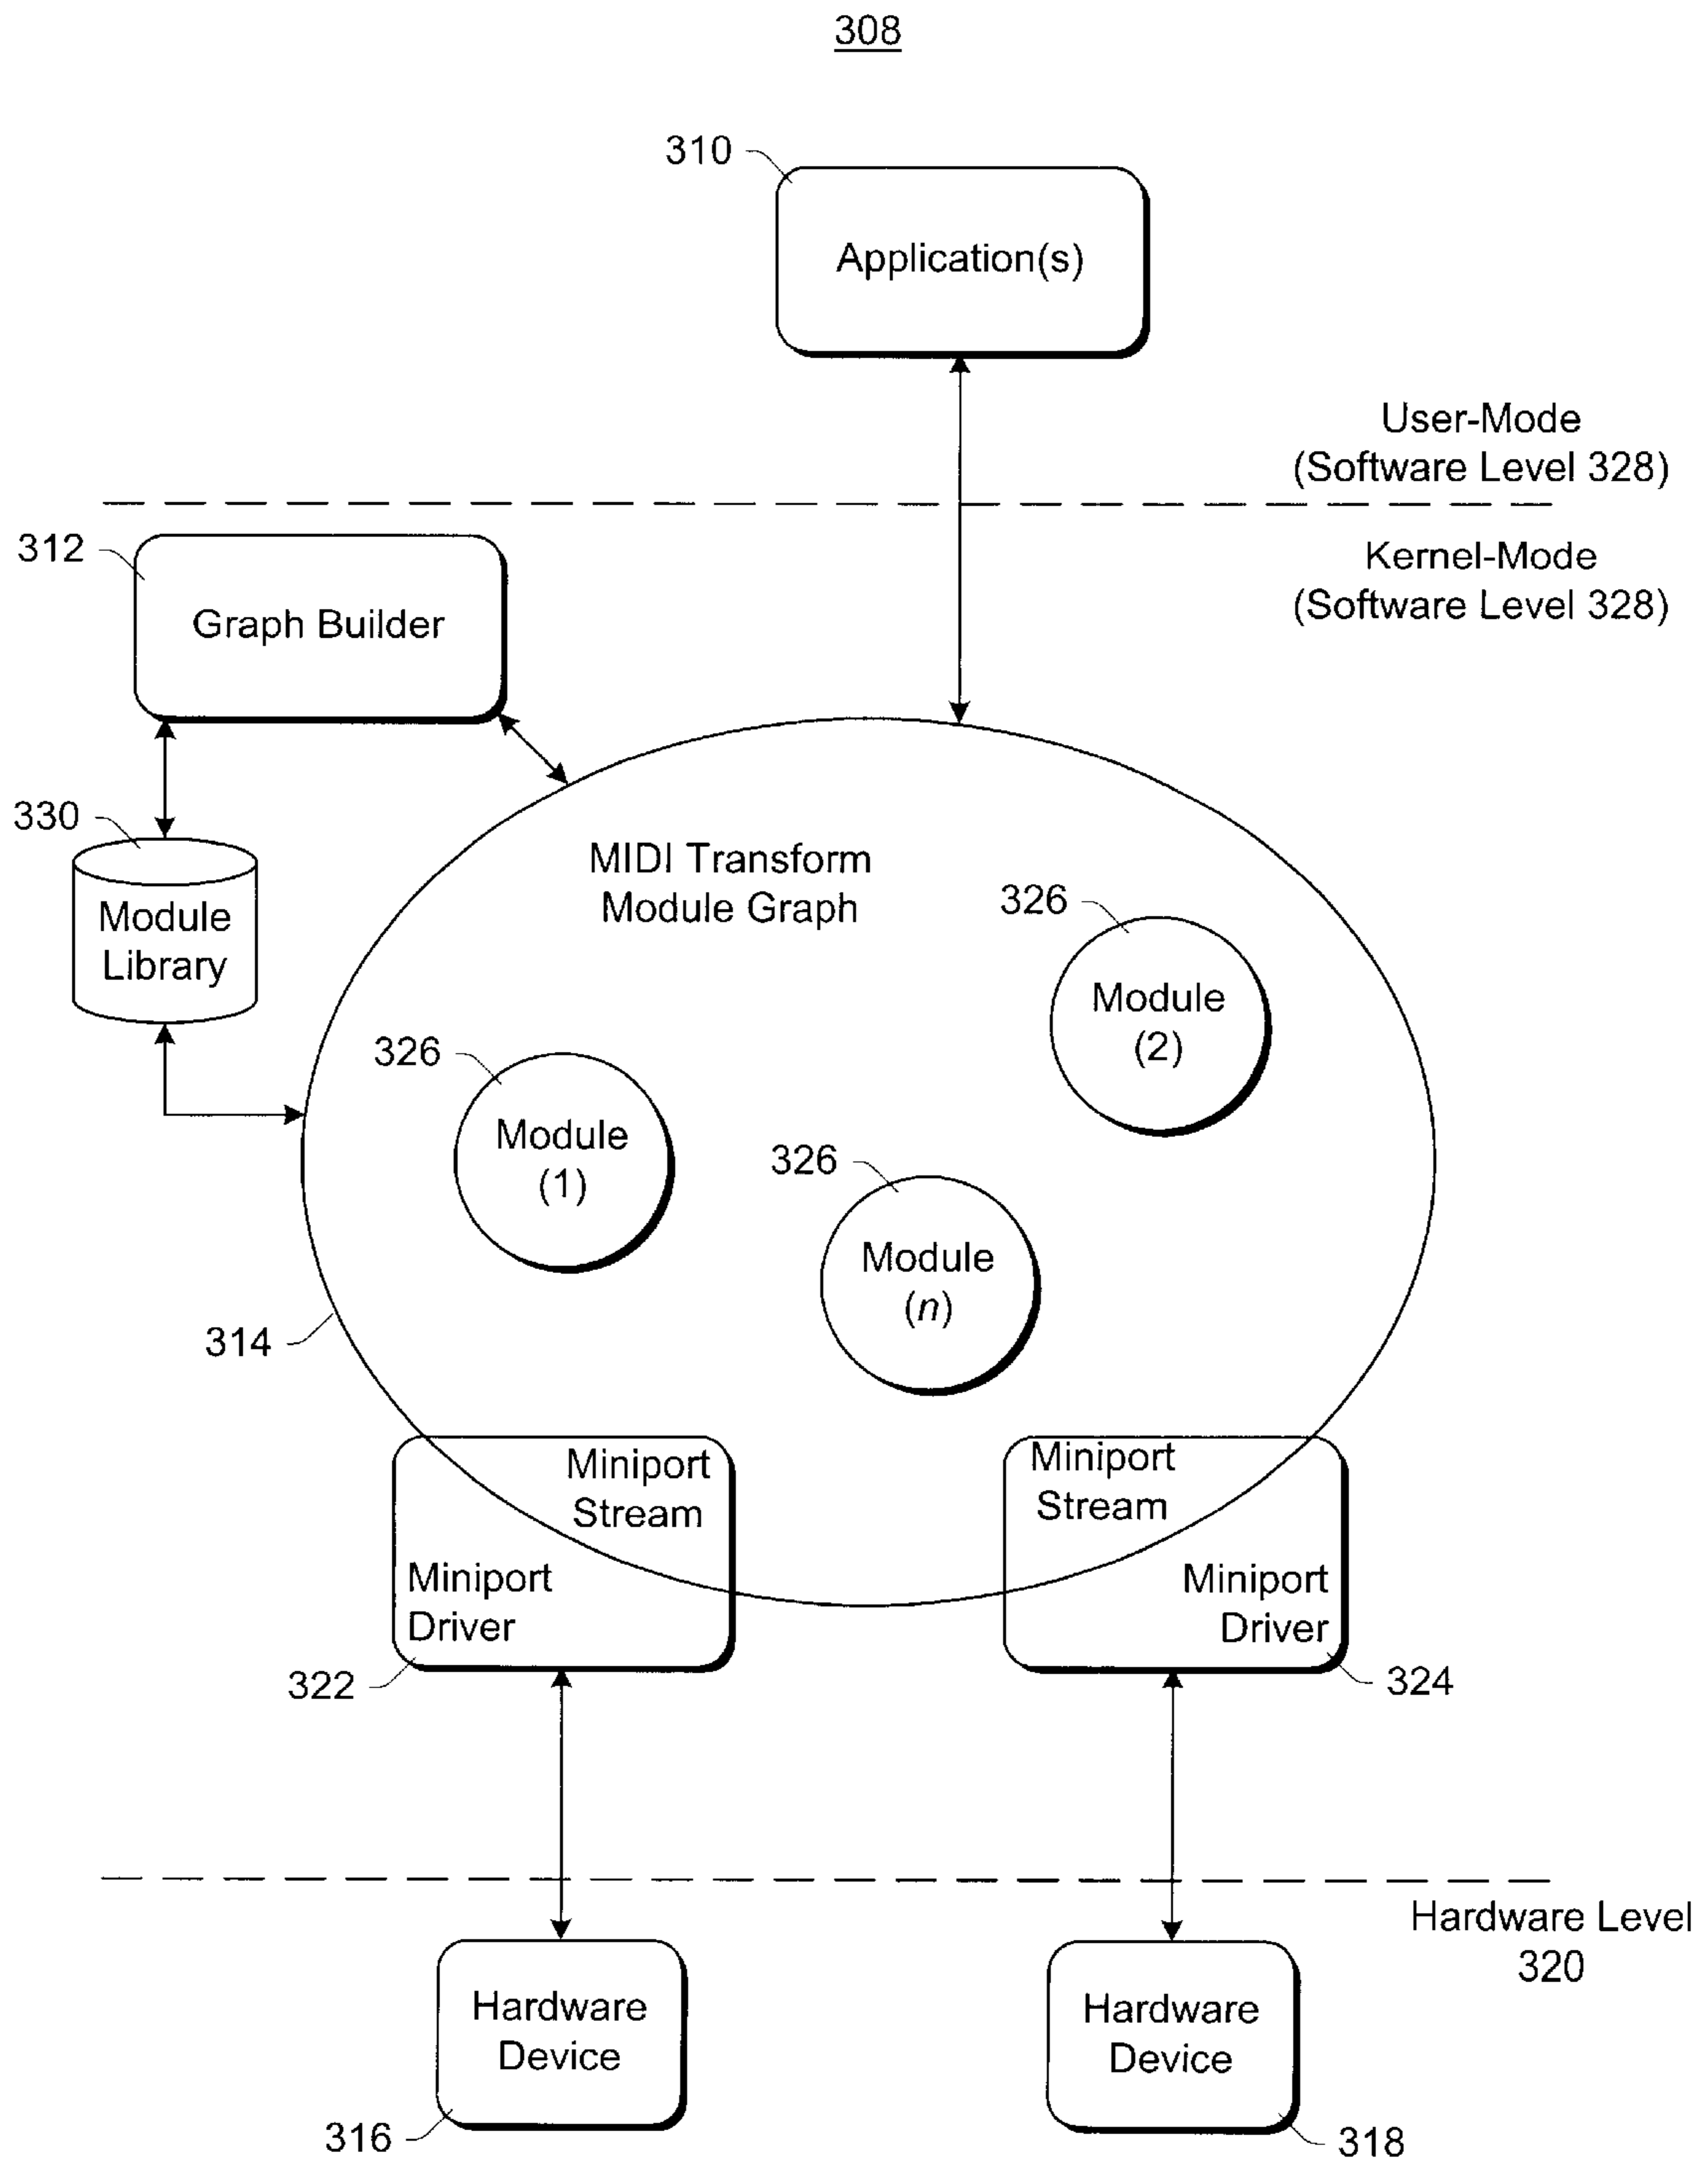 308
310
Application(s)
User-Mode
(Software Level 328)
312
Kernel-Mode
(Software Level 328)
Graph Builder
330
MIDI Transform
Module Graph
326
Module
Library
Module
(2)
326
Module
(1)
326
Module
(n)
314
Miniport
Stream
Miniport
Stream
Miniport
Driver
Miniport
Driver
322
324
Hardware Level
320
Hardware
Device
Hardware
Device
316
318